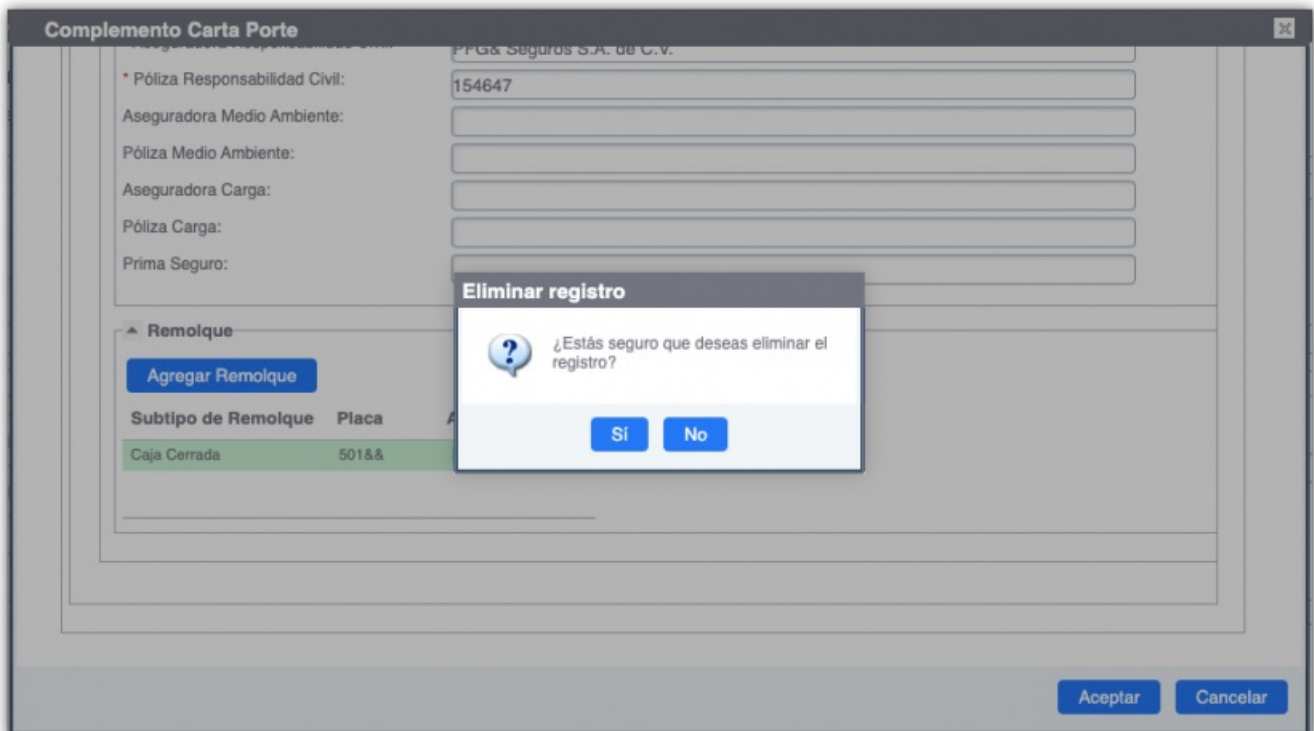 Complemento Carta Porte
PFG& Seguros S.A. de C.V.
* Póliza Responsabilidad Civil:
154647
Aseguradora Medio Ambiente:
Póliza Medio Ambiente:
Aseguradora Carga:
Póliza Carga:
Prima Seguro:
Eliminar registro
¿Estás seguro que deseas eliminar el
registro?
Sí No
Remolque
Agregar Remolque
Subtipo de Remolque Placa
Caja Cerrada 501&&
Aceptar Cancelar